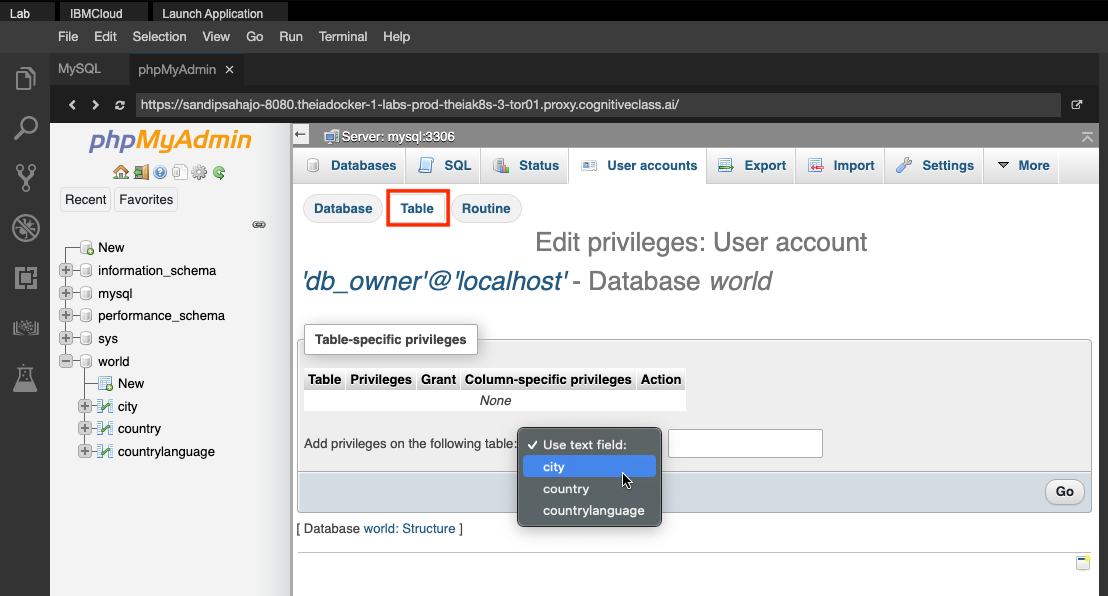 Lab IBMCloud Launch Application
File Edit Selection View Go Run Terminal Help
MySQL phpMyAdmin ×
https://sandipsahajo-8080.theiadocker-1-labs-prod-theiak8s-3-tor01.proxy.cognitiveclass.ai/
phpMyAdmin
Recent Favorites
New
information_schema
mysql
performance_schema
sys
world
New
city
country
countrylanguage
Server: mysql:3306
Databases SQL Status User accounts Export Import Settings More
Database Table Routine
Edit privileges: User account
'db_owner'@'localhost' - Database world
Table-specific privileges
Table Privileges Grant Column-specific privileges Action
None
Add privileges on the following table:
✓ Use text field:
city
country
countrylanguage
Go
[ Database world: Structure ]